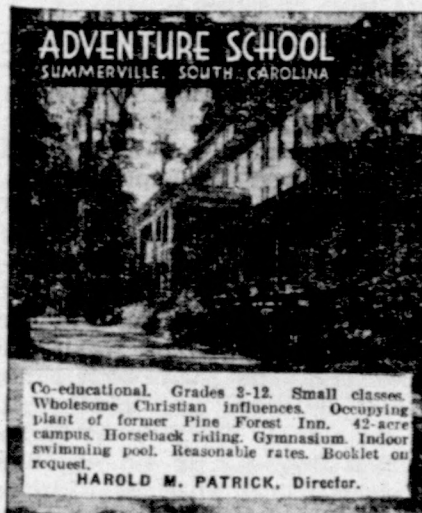 ADVENTURE SCHOOL
SUMMERVILLE, SOUTH CAROLINA
Co-educational. Grades 3-12. Small classes.
Wholesome Christian influences. Occupying
plant of former Pine Forest Inn. 42-acre
campus. Horseback riding. Gymnasium. Indoor
swimming pool. Reasonable rates. Booklet on
request.
HAROLD M. PATRICK, Director.